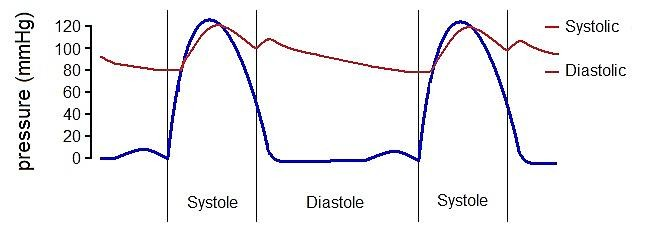 pressure (mmHg)
120
100
80
60
40
20
0
Systolic
Diastolic
Systole
Diastole
Systole